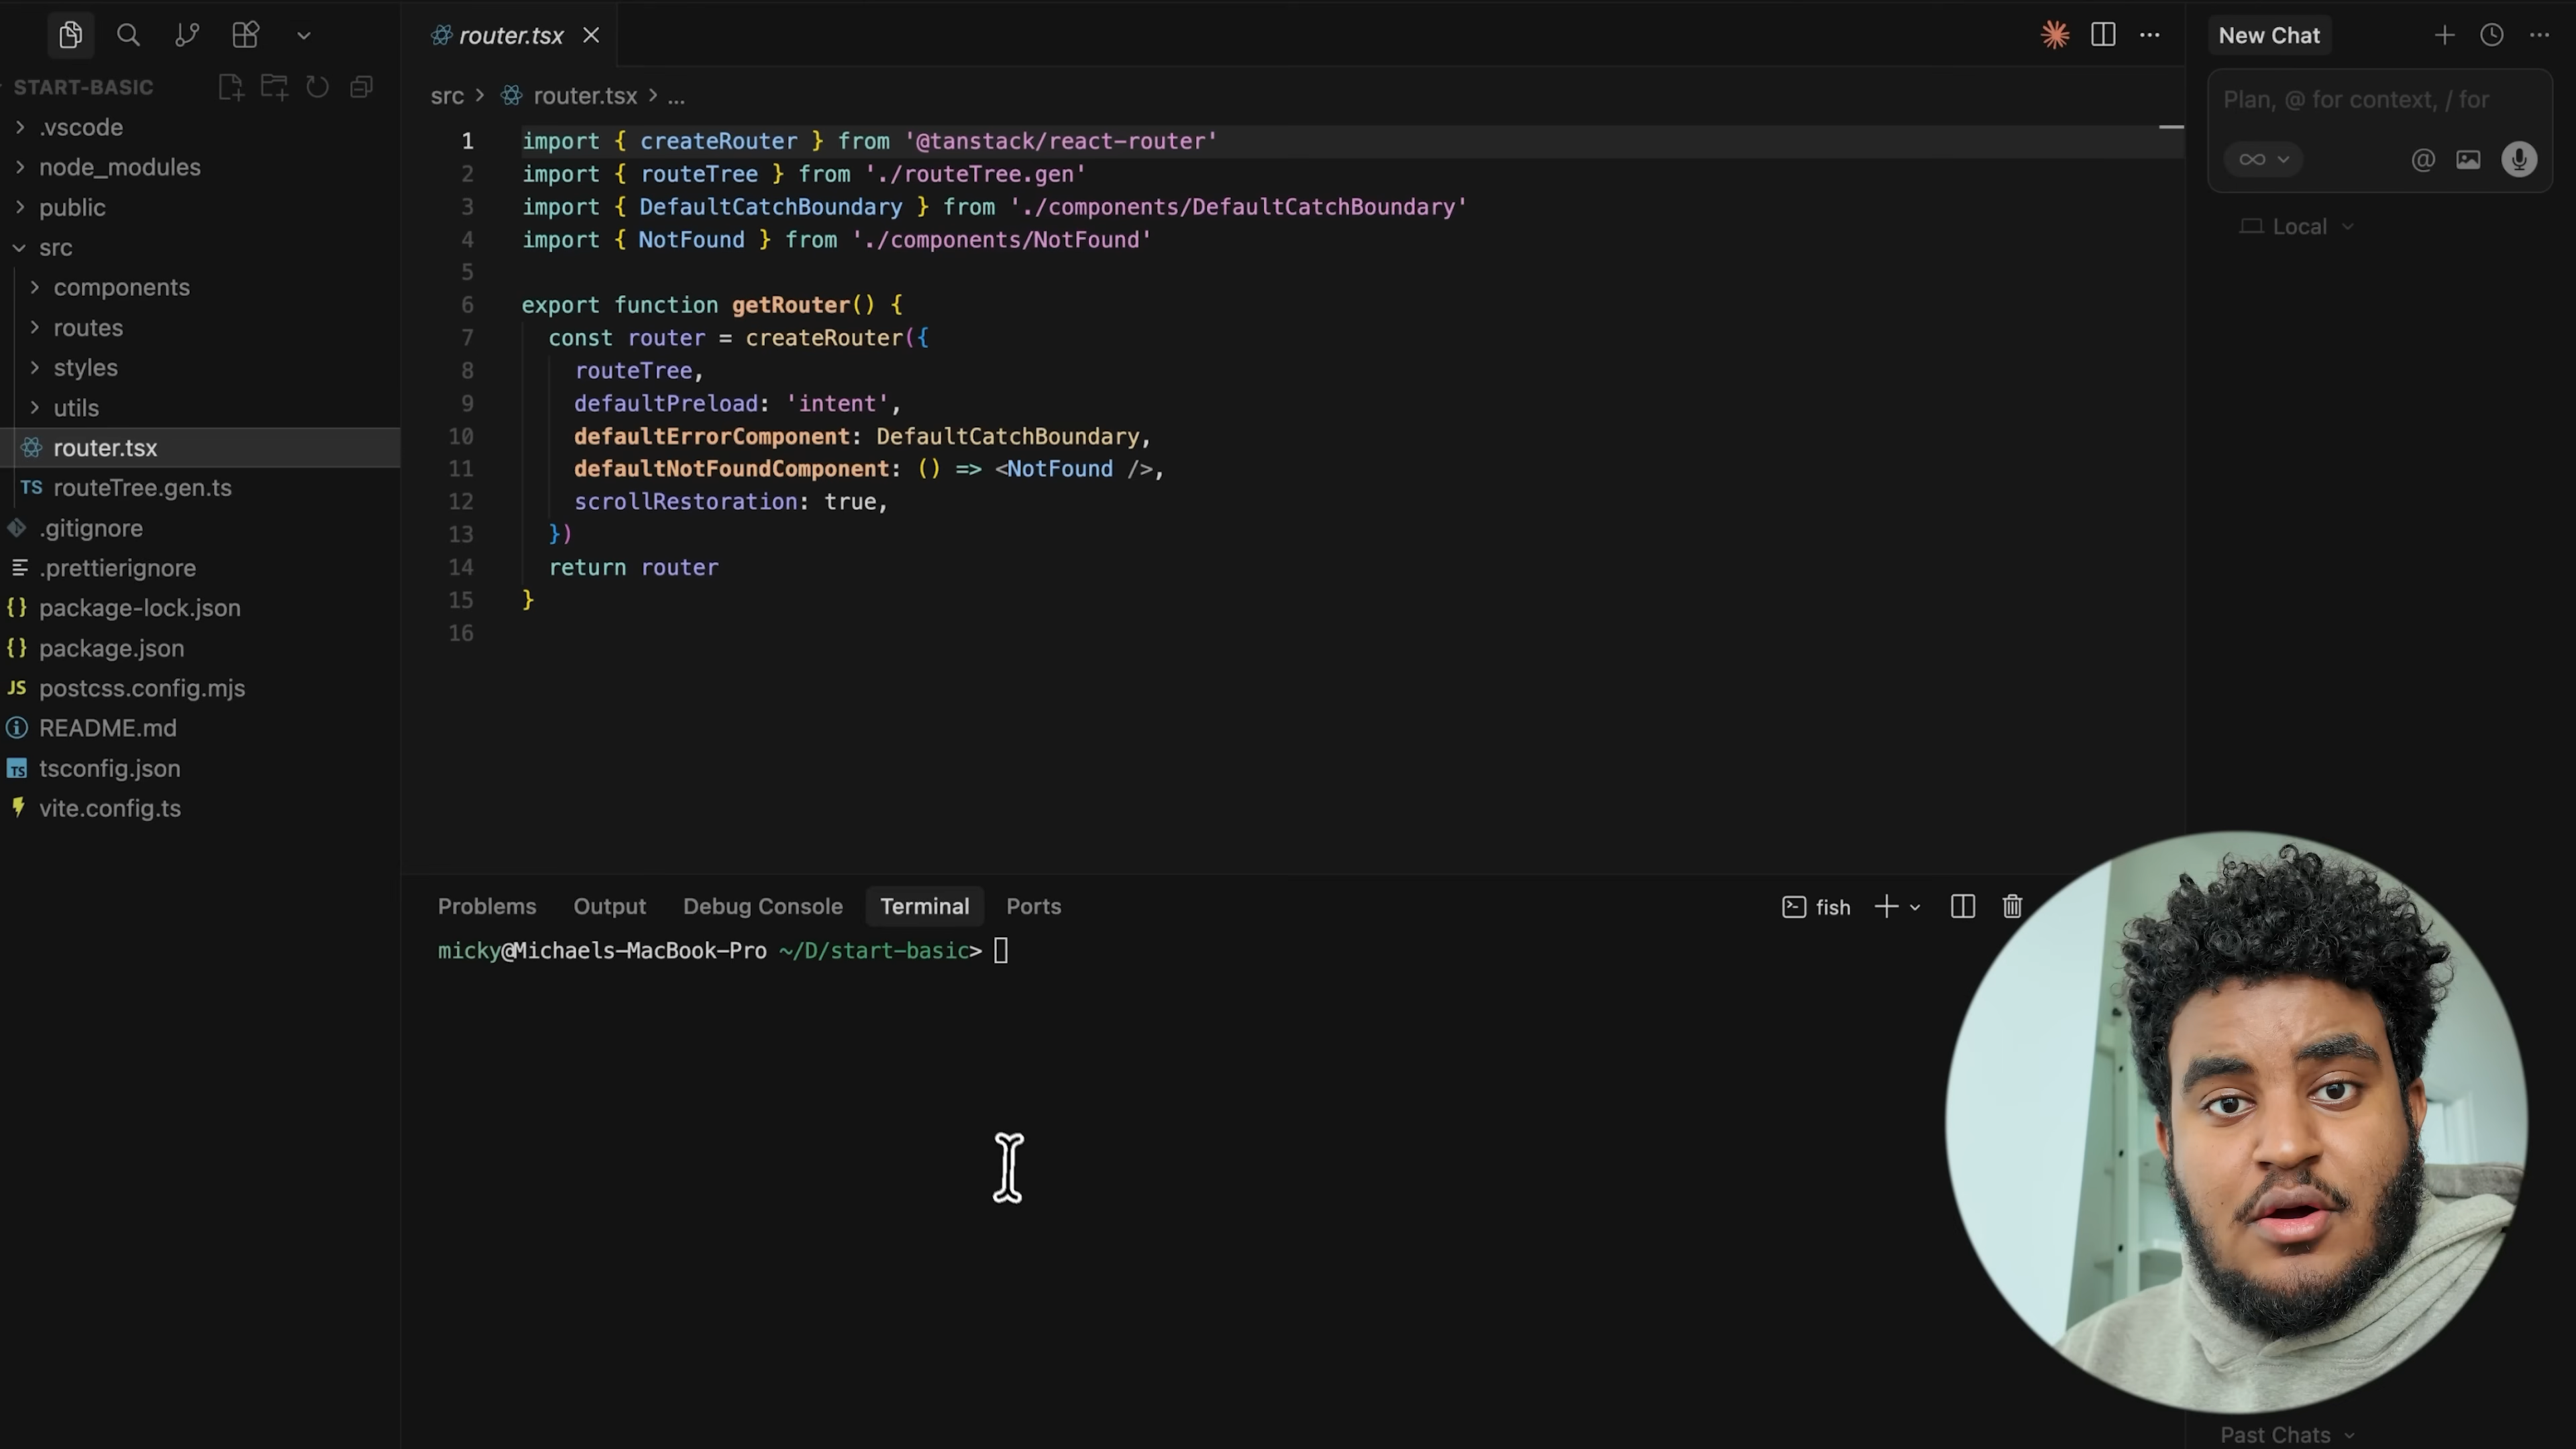 router.tsx
New Chat
START-BASIC
Plan, @ for context, / for
src > router.tsx > ...
.vscode
node_modules
public
src
components
routes
styles
utils
router.tsx
TS routeTree.gen.ts
.gitignore
.prettierignore
{} package-lock.json
{} package.json
JS postcss.config.mjs
README.md
TS tsconfig.json
vite.config.ts
1 import { createRouter } from '@tanstack/react-router'
2 import { routeTree } from './routeTree.gen'
3 import { DefaultCatchBoundary } from './components/DefaultCatchBoundary'
4 import { NotFound } from './components/NotFound'
5
6 export function getRouter() {
7 const router = createRouter({
8 routeTree,
9 defaultPreload: 'intent',
10 defaultErrorComponent: DefaultCatchBoundary,
11 defaultNotFoundComponent: () => <NotFound />,
12 scrollRestoration: true,
13 })
14 return router
15 }
16
@
Local
Problems Output Debug Console Terminal Ports
fish
micky@Michaels-MacBook-Pro ~/D/start-basic>
Past Chats